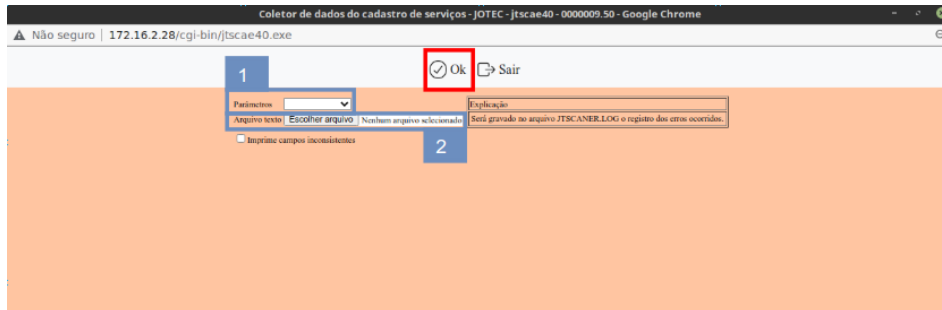 Coletor de dados do cadastro de serviços - JOTEC - jtscae40 - 0000009.50 - Google Chrome
Não seguro | 172.16.2.28/cgi-bin/jtscae40.exe
Ok Sair
1
Parâmetros
Explicação
Arquivo texto Escolher arquivo Nenhum arquivo selecionado
Será gravado no arquivo JTSCANER.LOG o registro dos erros ocorridos.
Imprime campos inconsistentes
2